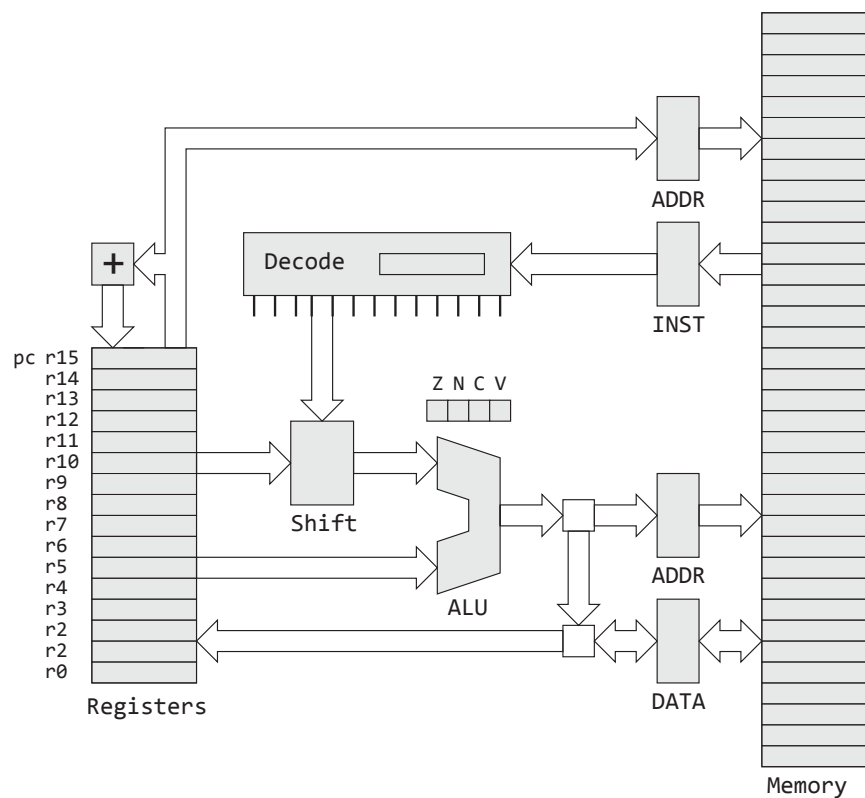 ADDR
+
Decode
INST
pc r15
r14
r13
r12
r11
r10
r9
r8
r7
r6
r5
r4
r3
r2
r2
r0
Z N C V
Shift
ALU
ADDR
DATA
Registers
Memory